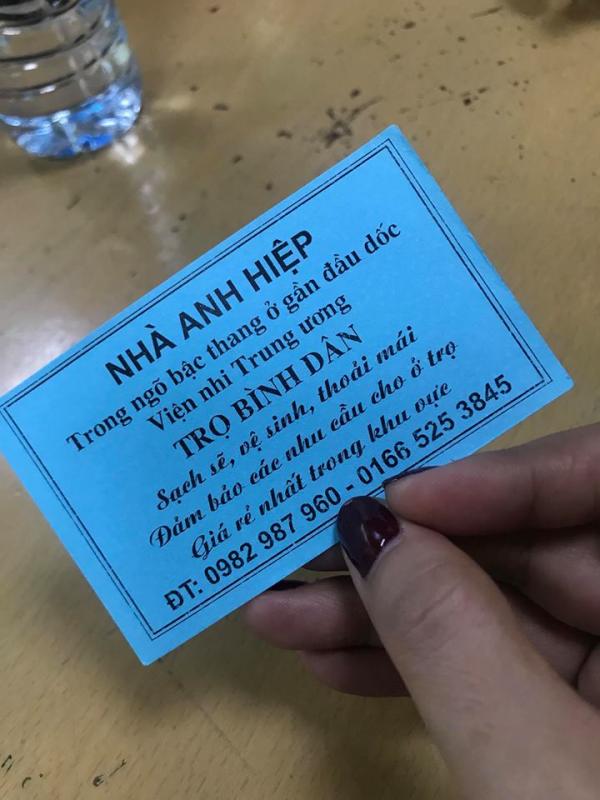 NHÀ ANH HIỆP
Trong ngõ bậc thang ở gần đầu dốc
Viện nhi Trung ương
TRỌ BÌNH DÂN
Sạch sẽ, vệ sinh, thoải mái
Đảm bảo các nhu cầu cho ở trọ
Giá rẻ nhất trong khu vực
ĐT: 0982 987 960 - 0166 525 3845